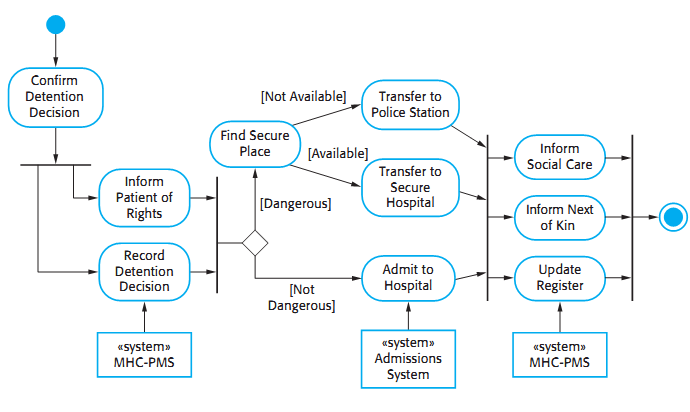 Confirm
Detention
Decision
Inform
Patient of
Rights
Record
Detention
Decision
«system»
MHC-PMS
Find Secure
Place
[Dangerous]
[Not
Dangerous]
[Not Available]
[Available]
Transfer to
Police Station
Transfer to
Secure
Hospital
Admit to
Hospital
«system»
Admissions
System
Inform
Social Care
Inform Next
of Kin
Update
Register
«system»
MHC-PMS